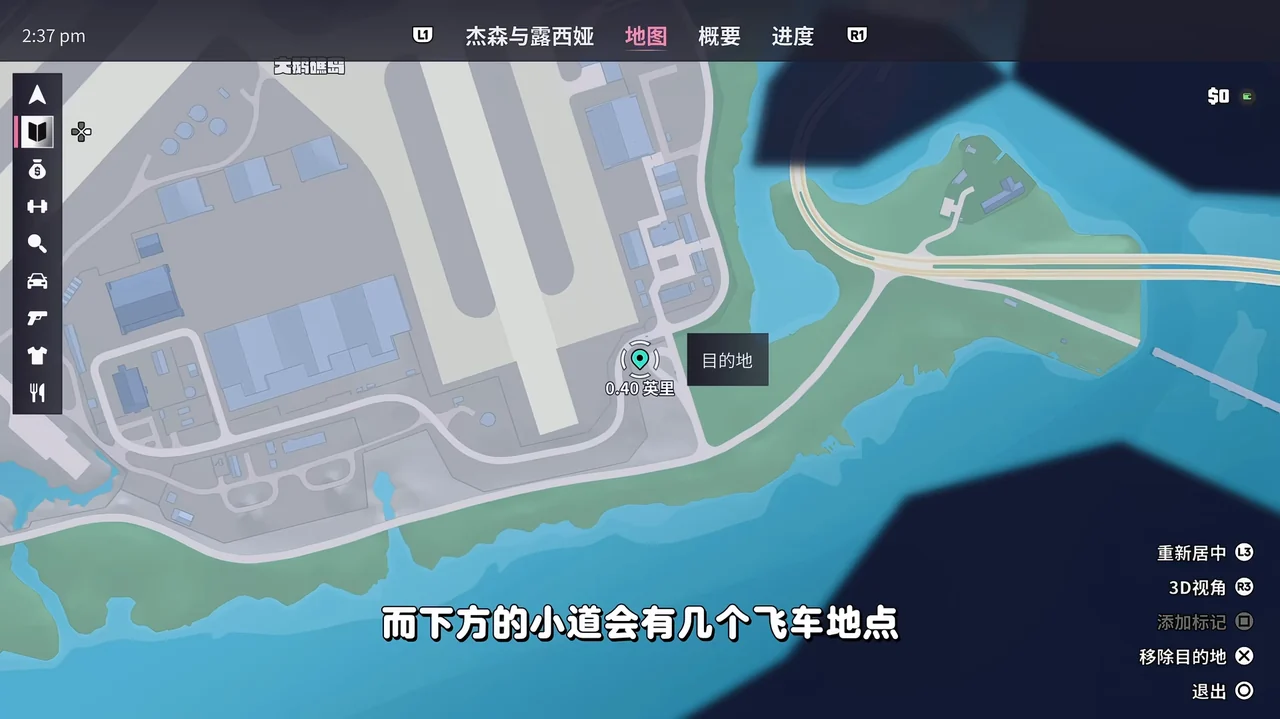 2:37 pm
L1 杰森与露西娅 地图 概要 进度 R1
$0
目的地
0.40 英里
重新居中 L3
3D视角 R3
添加标记
移除目的地
退出
而下方的小道会有几个飞车地点